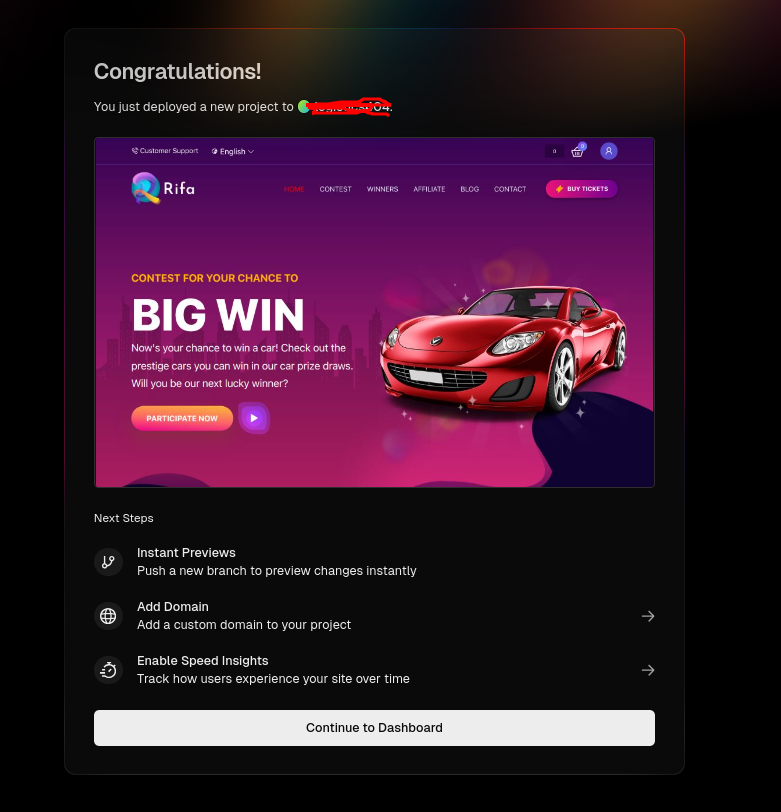 Congratulations!
You just deployed a new project to
Customer Support
English
0
0
Rifa
HOME CONTEST WINNERS AFFILIATE BLOG CONTACT BUY TICKETS
CONTEST FOR YOUR CHANCE TO
BIG WIN
Now's your chance to win a car! Check out the
prestige cars you can win in our car prize draws.
Will you be our next lucky winner?
PARTICIPATE NOW
Next Steps
Instant Previews
Push a new branch to preview changes instantly
Add Domain
Add a custom domain to your project
Enable Speed Insights
Track how users experience your site over time
Continue to Dashboard